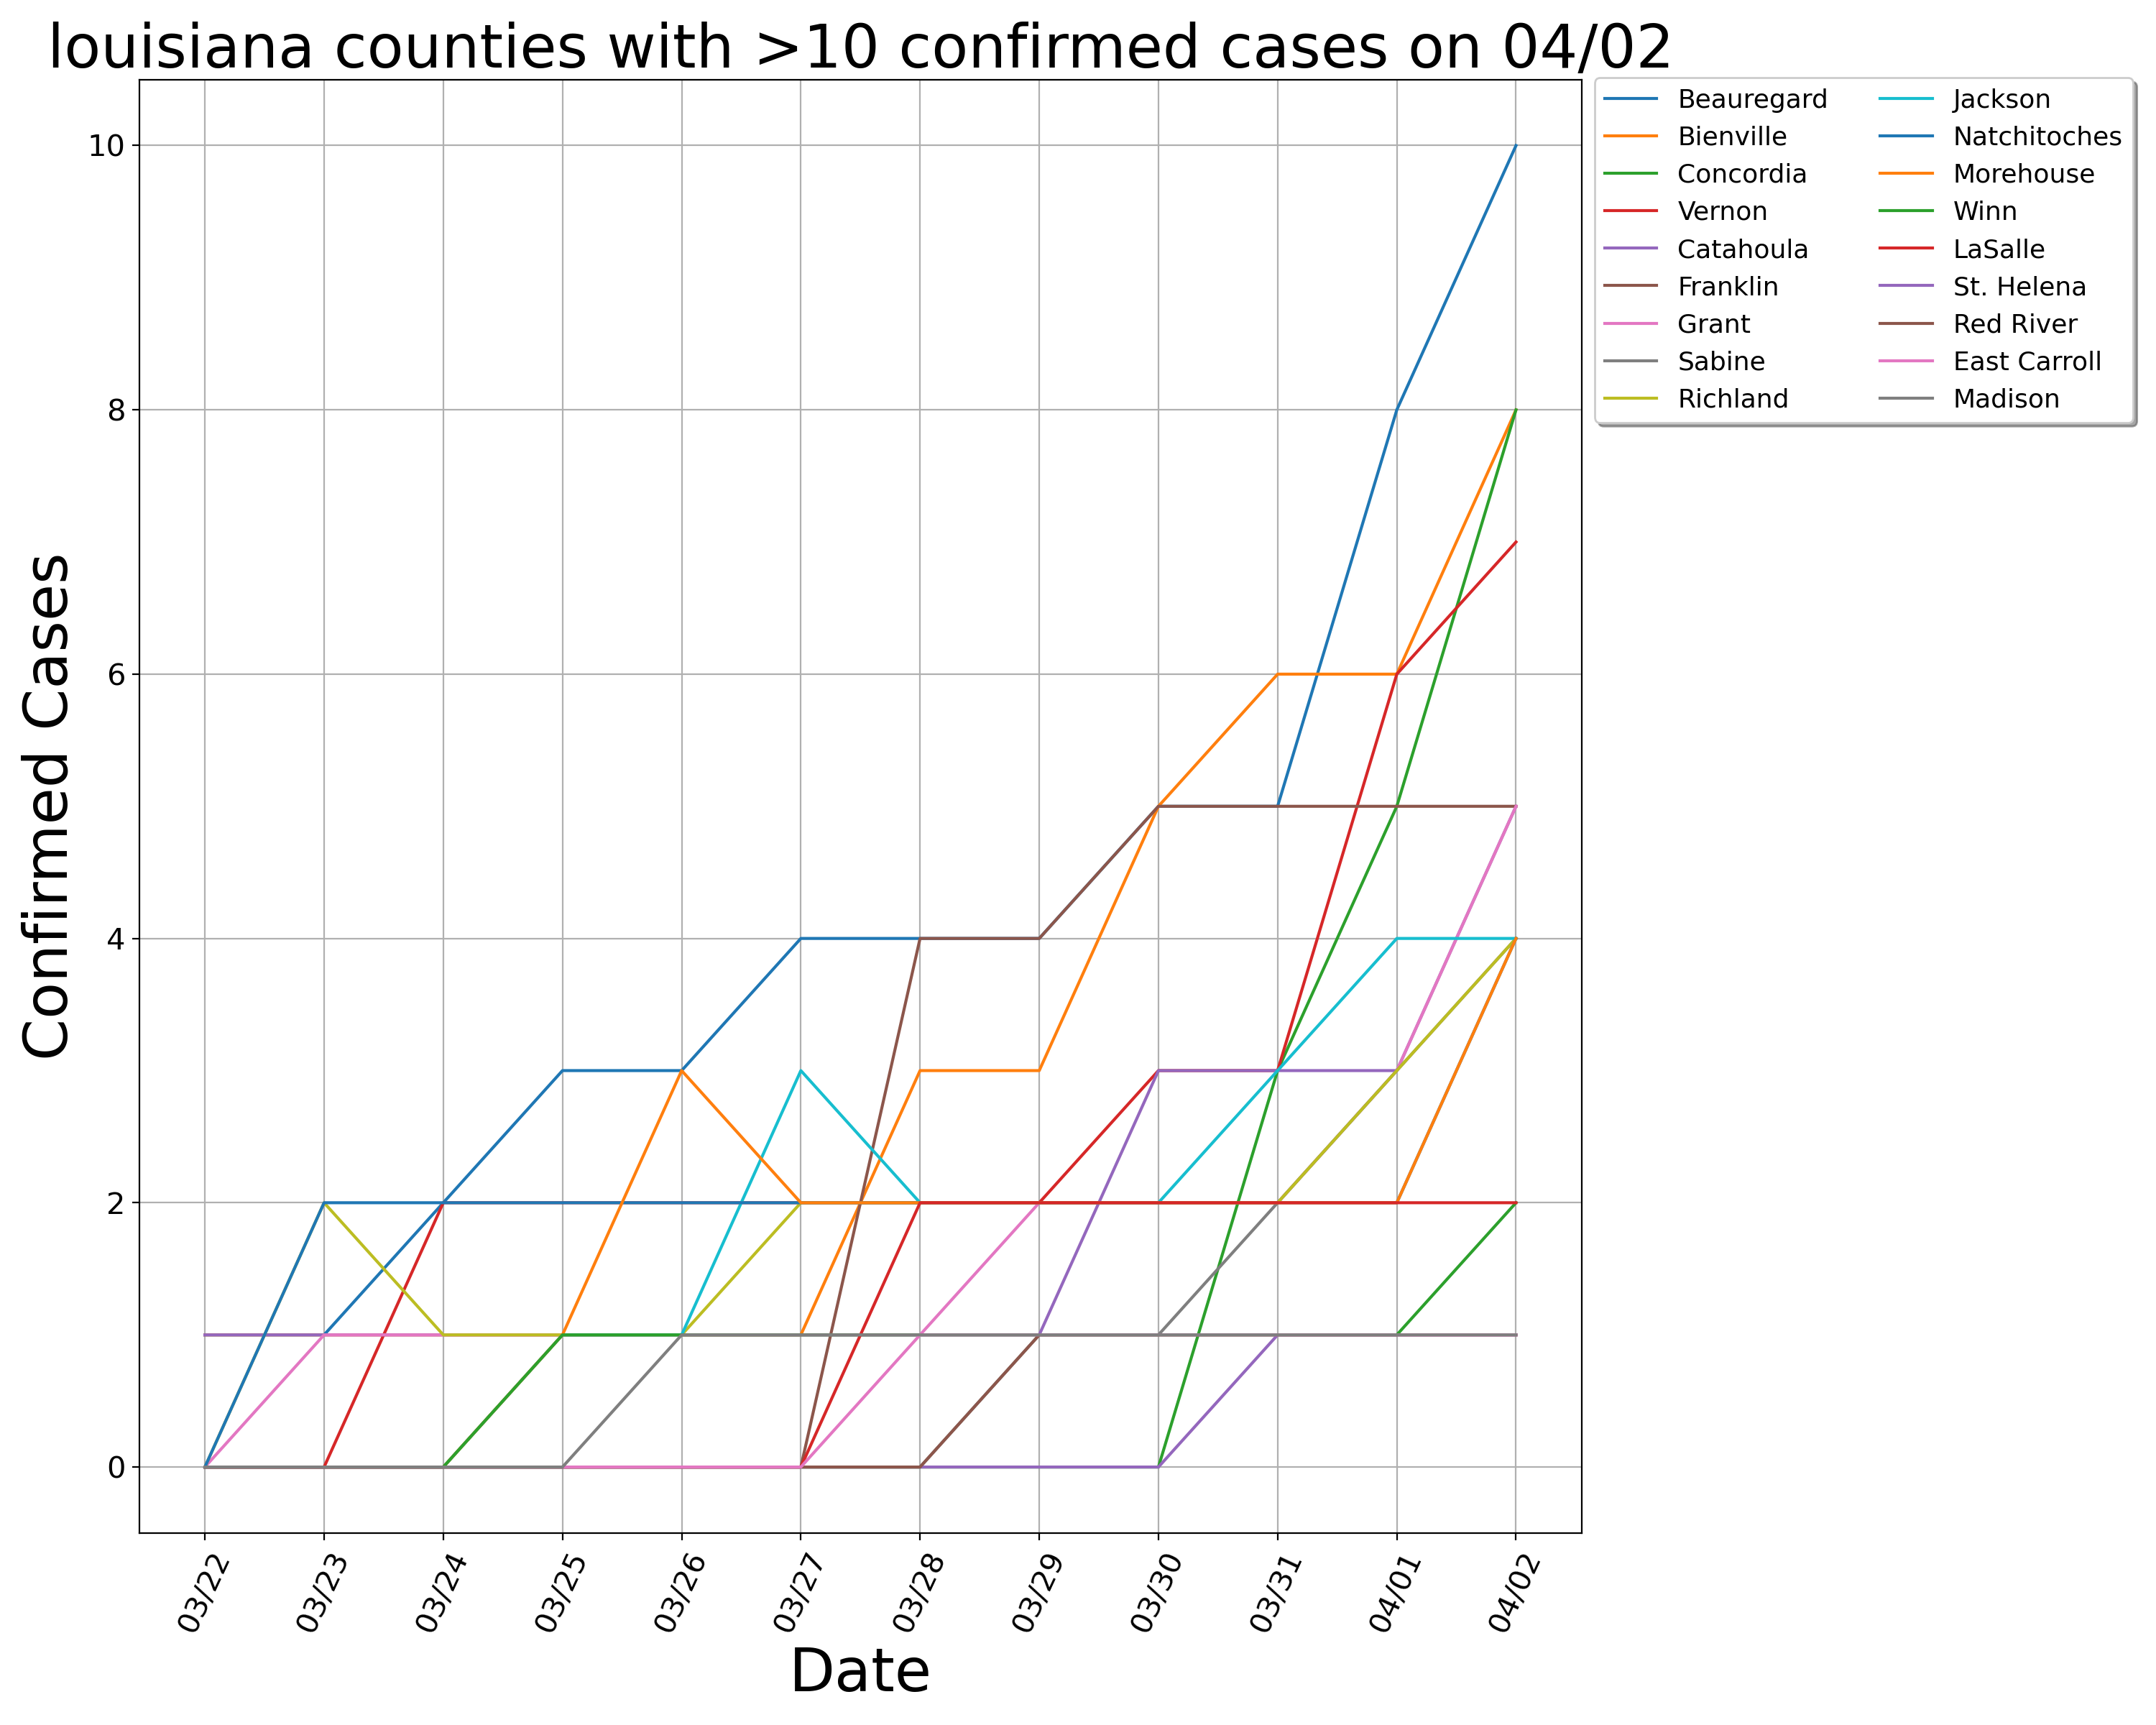 louisiana counties with >10 confirmed cases on 04/02
Beauregard
Bienville
Concordia
Vernon
Catahoula
Franklin
Grant
Sabine
Richland
Jackson
Natchitoches
Morehouse
Winn
LaSalle
St. Helena
Red River
East Carroll
Madison
Confirmed Cases
10
8
6
4
2
0
03/22
03/23
03/24
03/25
03/26
03/27
03/28
03/29
03/30
03/31
04/01
04/02
Date